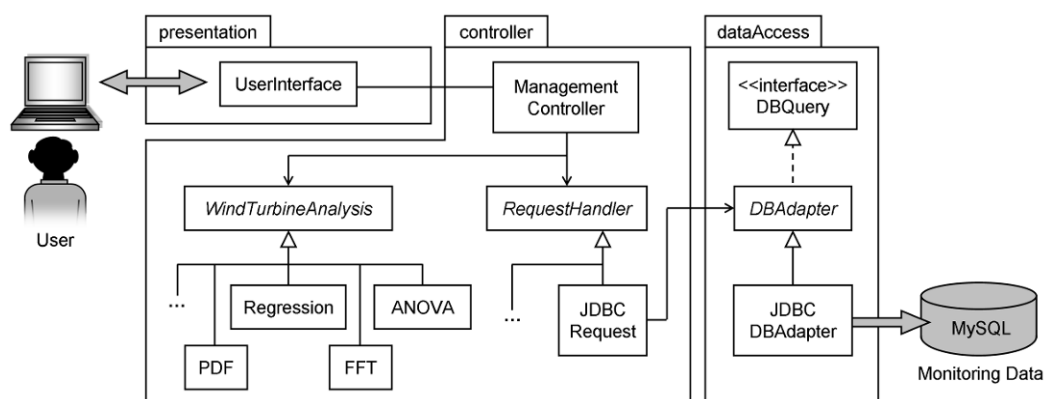 presentation
controller
dataAccess
UserInterface
Management
Controller
<<interface>>
DBQuery
User
WindTurbineAnalysis
RequestHandler
DBAdapter
...
Regression
ANOVA
PDF
FFT
...
JDBC
Request
JDBC
DBAdapter
MySQL
Monitoring Data